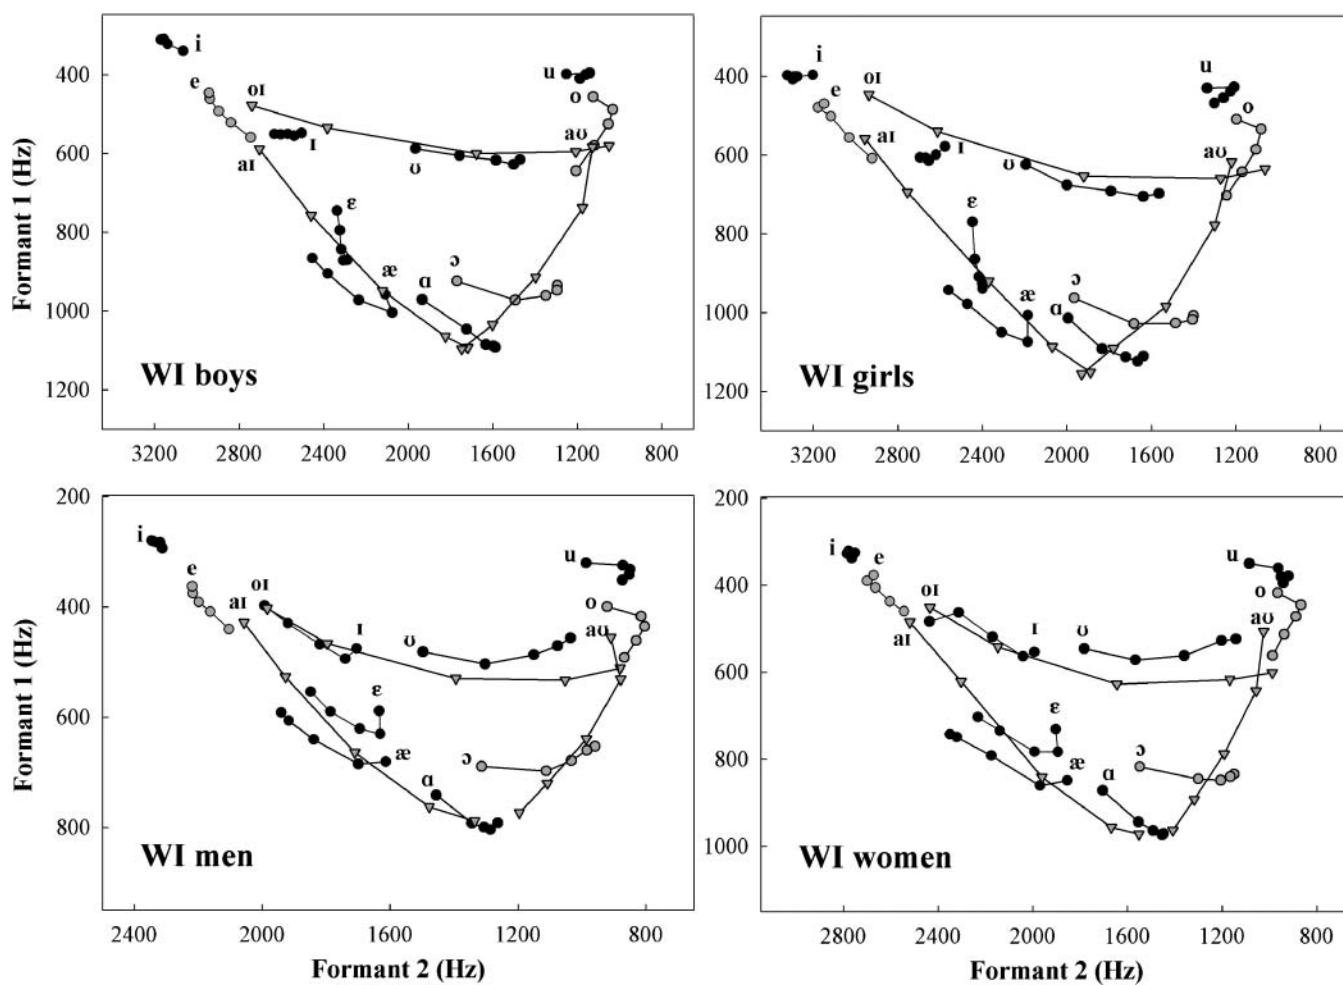 i
e
oɪ
ɪ
aɪ
ʊ
ɛ
æ
ɑ
ɔ
u
o
aʊ
400
600
800
1000
1200
Formant 1 (Hz)
WI boys
3200 2800 2400 2000 1600 1200 800
i
e
oɪ
aɪ
ɪ
ʊ
ɛ
æ
ɑ
ɔ
u
o
aʊ
400
600
800
1000
1200
WI girls
3200 2800 2400 2000 1600 1200 800
i
e
aɪ
oɪ
ɪ
ʊ
ɛ
æ
ɑ
ɔ
u
o
aʊ
200
400
600
800
Formant 1 (Hz)
WI men
2400 2000 1600 1200 800
Formant 2 (Hz)
i
e
aɪ
oɪ
ɪ
ʊ
ɛ
æ
ɑ
ɔ
u
o
aʊ
200
400
600
800
1000
WI women
2800 2400 2000 1600 1200 800
Formant 2 (Hz)